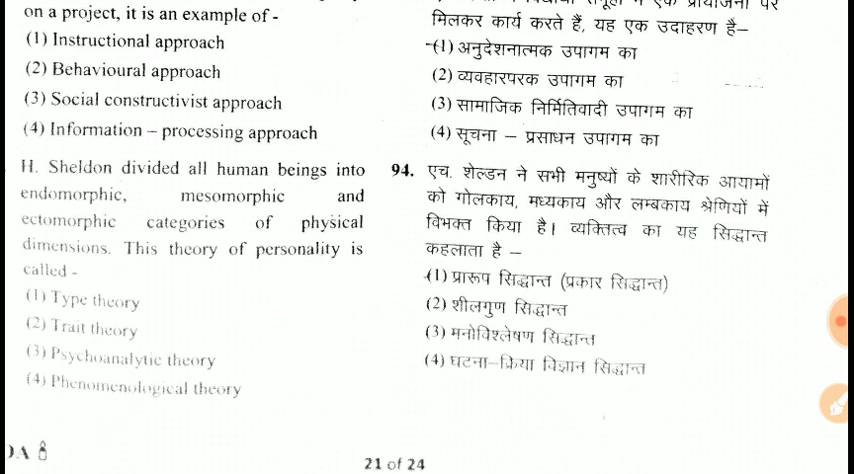 on a project, it is an example of -
(1) Instructional approach
(2) Behavioural approach
(3) Social constructivist approach
(4) Information – processing approach
H. Sheldon divided all human beings into
endomorphic, mesomorphic and
ectomorphic categories of physical
dimensions. This theory of personality is
called -
(1) Type theory
(2) Trait theory
(3) Psychoanalytic theory
(4) Phenomenological theory
मिलकर कार्य करते हैं, यह एक उदाहरण है–
(1) अनुदेशनात्मक उपागम का
(2) व्यवहारपरक उपागम का
(3) सामाजिक निर्मितिवादी उपागम का
(4) सूचना – प्रसाधन उपागम का
94. एच. शेल्डन ने सभी मनुष्यों के शारीरिक आयामों
को गोलकाय, मध्यकाय और लम्बकाय श्रेणियों में
विभक्त किया है। व्यक्तित्व का यह सिद्धान्त
कहलाता है –
(1) प्रारूप सिद्धान्त (प्रकार सिद्धान्त)
(2) शीलगुण सिद्धान्त
(3) मनोविश्लेषण सिद्धान्त
(4) घटना–क्रिया विज्ञान सिद्धान्त
21 of 24